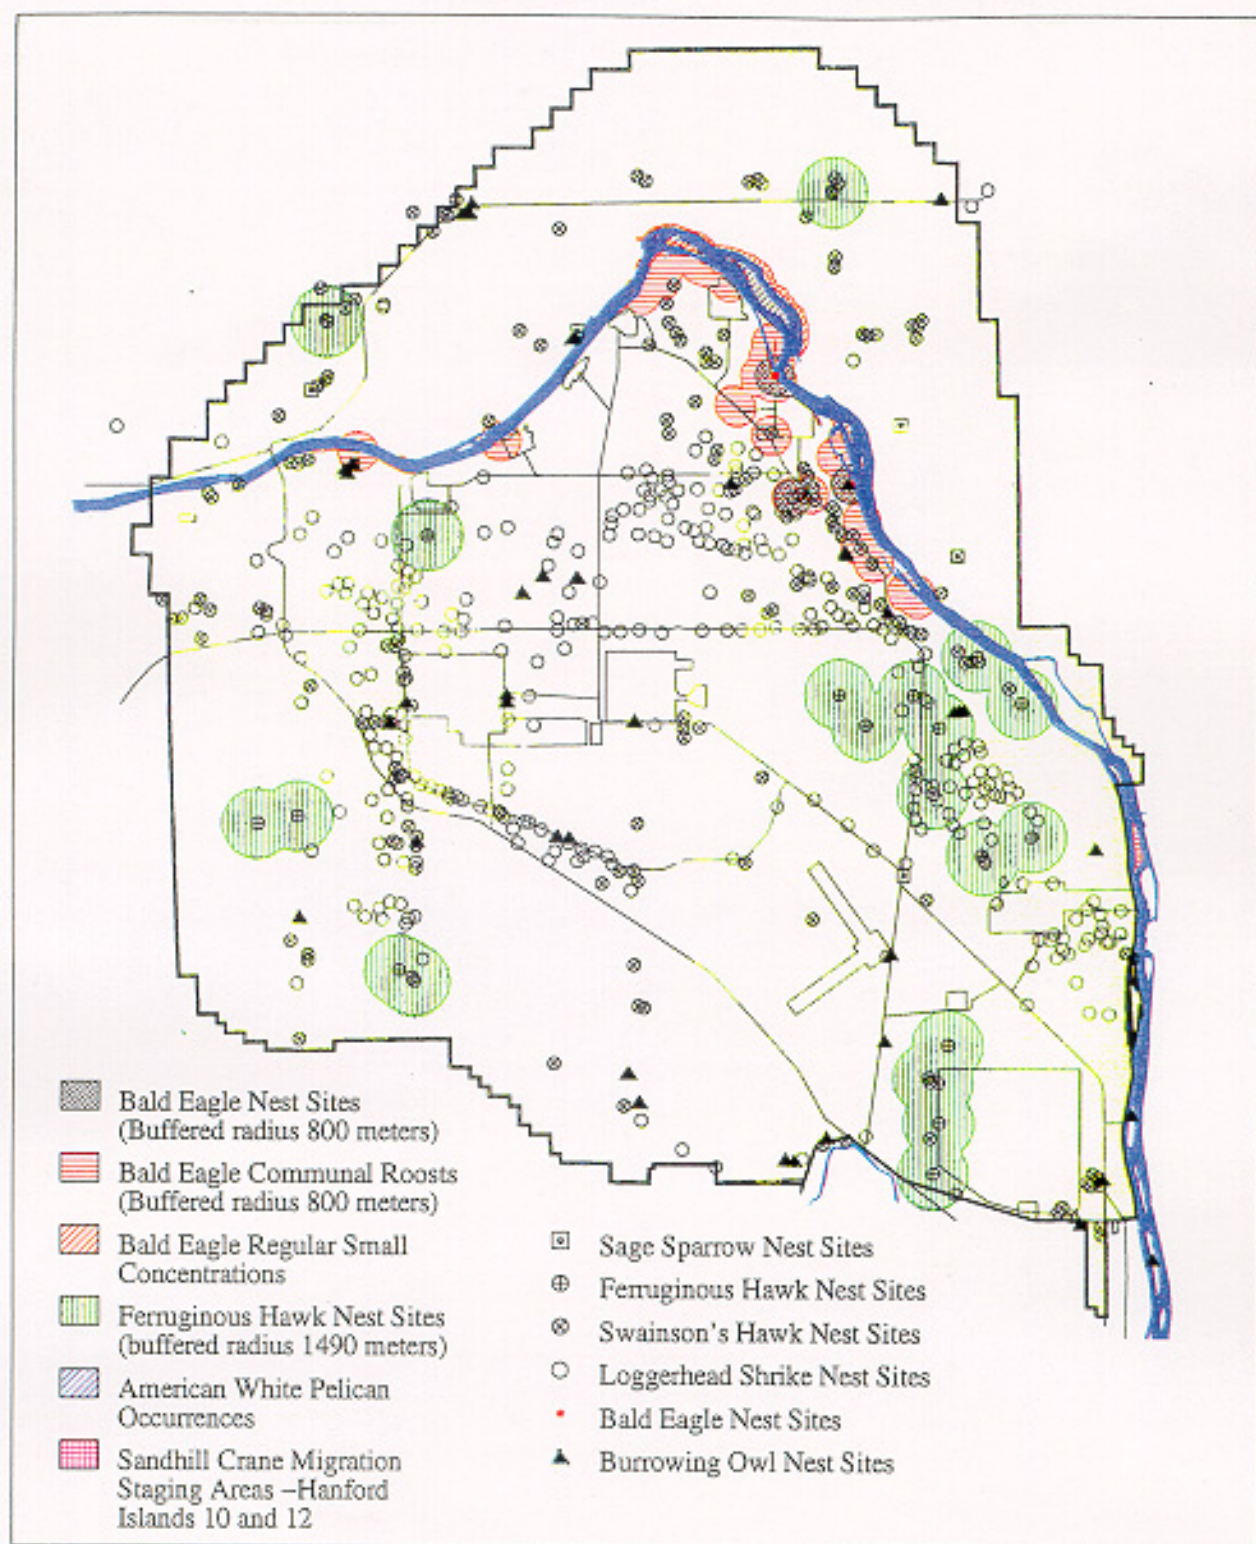 Bald Eagle Nest Sites
(Buffered radius 800 meters)
Bald Eagle Communal Roosts
(Buffered radius 800 meters)
Bald Eagle Regular Small
Concentrations
Ferruginous Hawk Nest Sites
(buffered radius 1490 meters)
American White Pelican
Occurrences
Sandhill Crane Migration
Staging Areas –Hanford
Islands 10 and 12
Sage Sparrow Nest Sites
Ferruginous Hawk Nest Sites
Swainson's Hawk Nest Sites
Loggerhead Shrike Nest Sites
Bald Eagle Nest Sites
Burrowing Owl Nest Sites